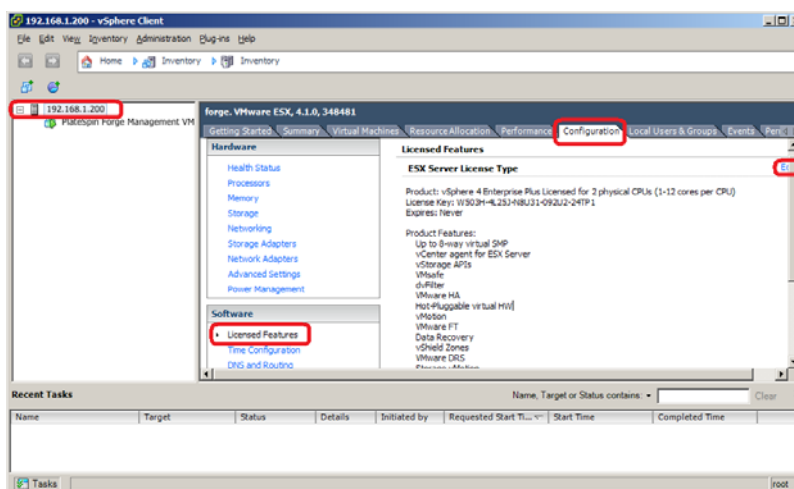 192.168.1.200 - vSphere Client
File Edit View Inventory Administration Plug-ins Help
Home Inventory Inventory
192.168.1.200
PlateSpin Forge Management VM
forge. VMware ESX, 4.1.0, 348481
Getting Started Summary Virtual Machines Resource Allocation Performance Configuration Local Users & Groups Events
Hardware
Health Status
Processors
Memory
Storage
Networking
Storage Adapters
Network Adapters
Advanced Settings
Power Management
Software
Licensed Features
Time Configuration
DNS and Routing
Licensed Features
ESX Server License Type
Product: vSphere 4 Enterprise Plus Licensed for 2 physical CPUs (1-12 cores per CPU)
License Key:
Expires: Never
Product Features:
Up to 8-way virtual SMP
vCenter agent for ESX Server
vStorage APIs
VMsafe
dvFilter
VMware HA
Hot-Pluggable virtual HW
vMotion
VMware FT
Data Recovery
vShield Zones
VMware DRS
Storage vMotion
Recent Tasks
Name, Target or Status contains:
Clear
Name Target Status Details Initiated by Requested Start Ti... Start Time Completed Time
Tasks
root